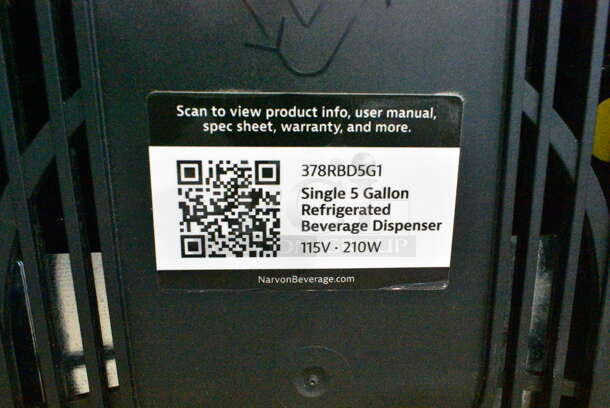 Scan to view product info, user manual,
spec sheet, warranty, and more.
378RBD5G1
Single 5 Gallon
Refrigerated
Beverage Dispenser
115V · 210W
NarvonBeverage.com